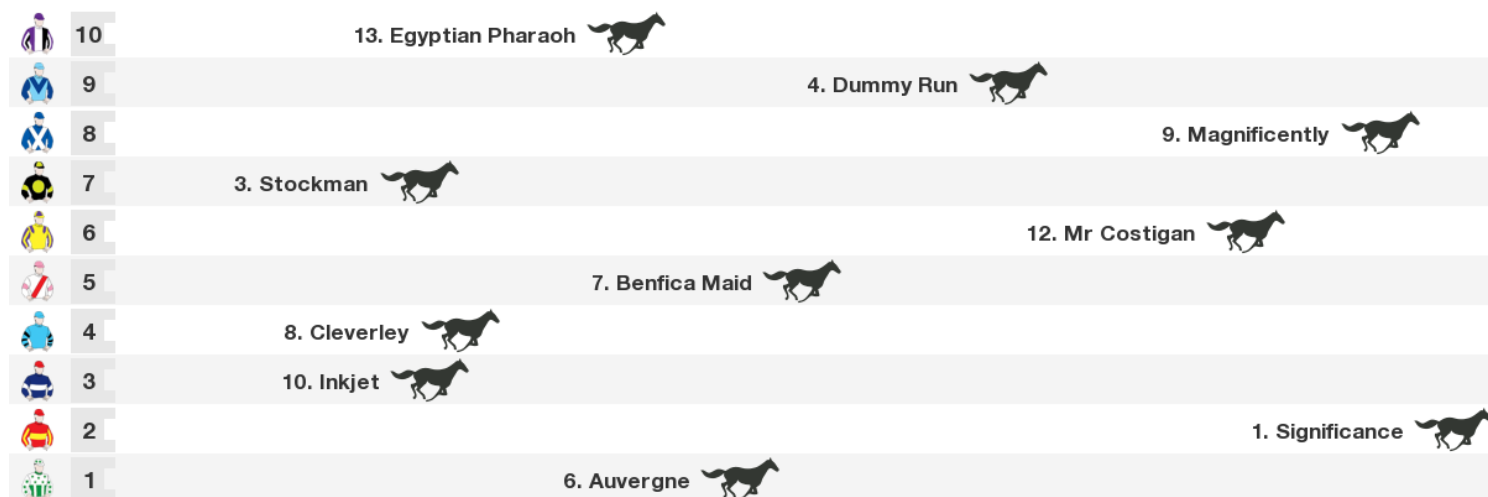 10 13. Egyptian Pharaoh
9 4. Dummy Run
8 9. Magnificently
7 3. Stockman
6 12. Mr Costigan
5 7. Benfica Maid
4 8. Cleverley
3 10. Inkjet
2 1. Significance
1 6. Auvergne